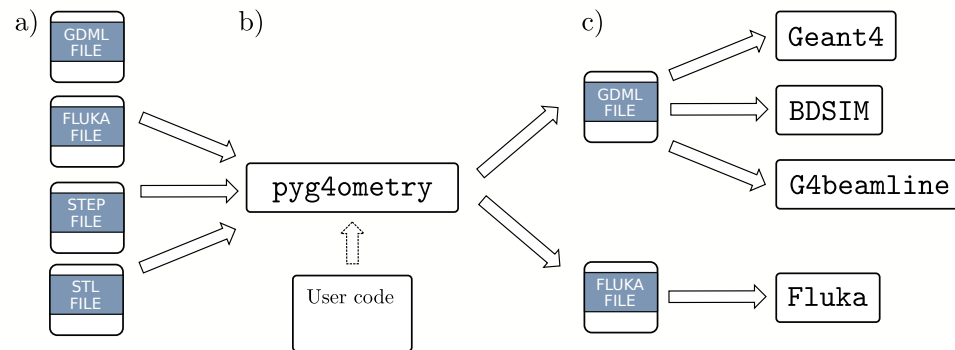 a)
GDML
FILE
FLUKA
FILE
STEP
FILE
STL
FILE
b)
pyg4ometry
User code
c)
GDML
FILE
FLUKA
FILE
Geant4
BDSIM
G4beamline
Fluka